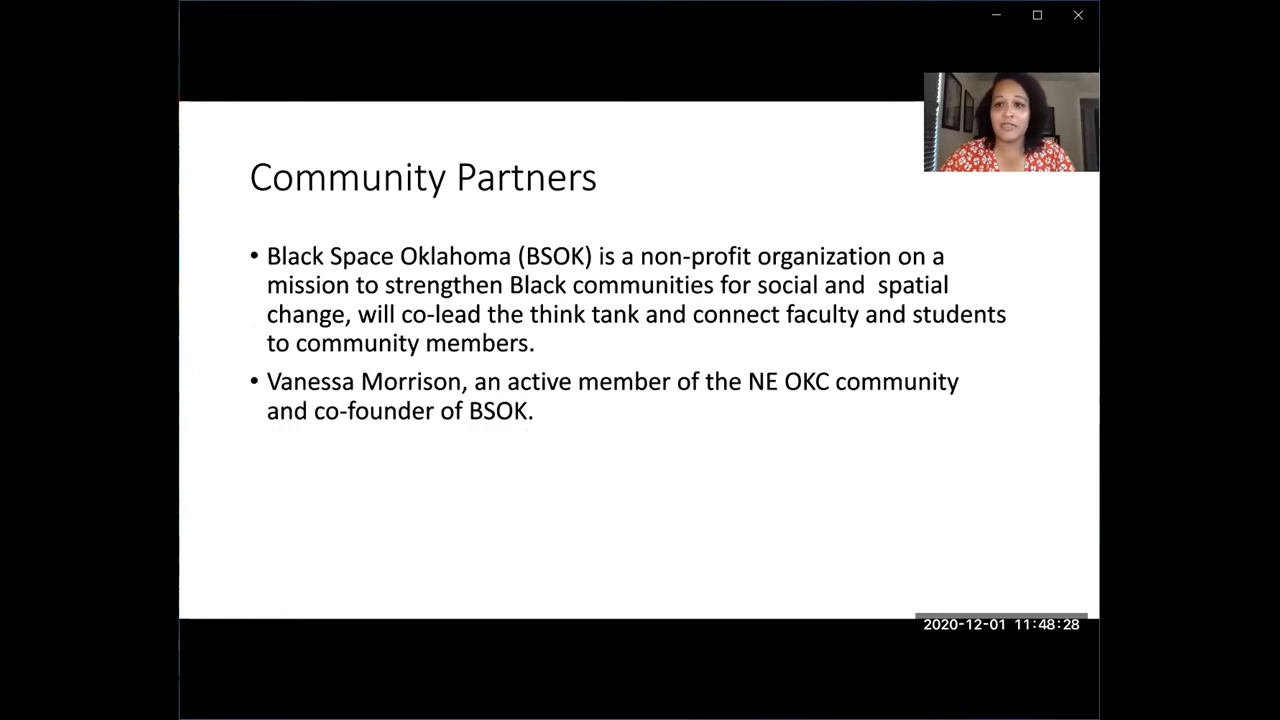 Community Partners
• Black Space Oklahoma (BSOK) is a non-profit organization on a
mission to strengthen Black communities for social and  spatial
change, will co-lead the think tank and connect faculty and students
to community members.
• Vanessa Morrison, an active member of the NE OKC community
and co-founder of BSOK.
2020-12-01 11:48:28